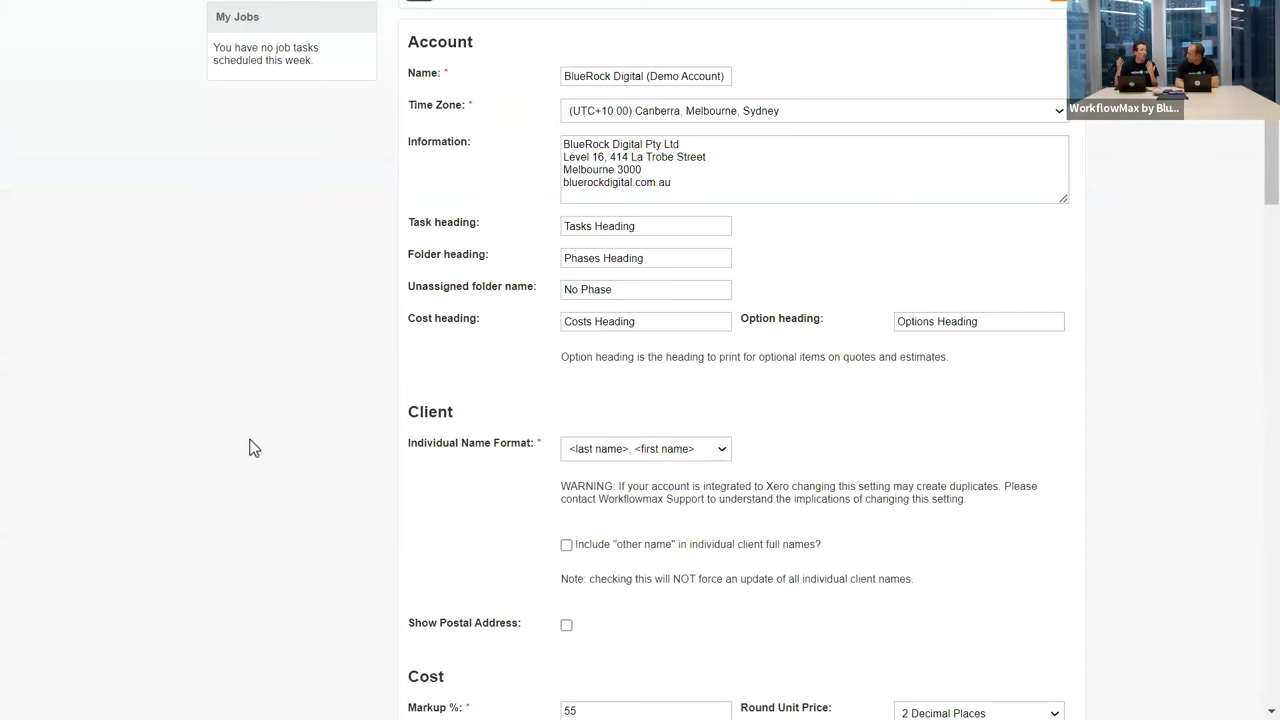 My Jobs
You have no job tasks
scheduled this week.
Account
Name: *
BlueRock Digital (Demo Account)
Time Zone: *
(UTC+10:00) Canberra, Melbourne, Sydney
Information:
BlueRock Digital Pty Ltd
Level 16, 414 La Trobe Street
Melbourne 3000
bluerockdigital.com.au
Task heading:
Tasks Heading
Folder heading:
Phases Heading
Unassigned folder name:
No Phase
Cost heading:
Costs Heading
Option heading:
Options Heading
Option heading is the heading to print for optional items on quotes and estimates.
Client
Individual Name Format: *
<last name>, <first name>
WARNING: If your account is integrated to Xero changing this setting may create duplicates. Please
contact Workflowmax Support to understand the implications of changing this setting.
Include "other name" in individual client full names?
Note: checking this will NOT force an update of all individual client names.
Show Postal Address:
Cost
Markup %: *
55
Round Unit Price:
2 Decimal Places
WorkflowMax by Blu...